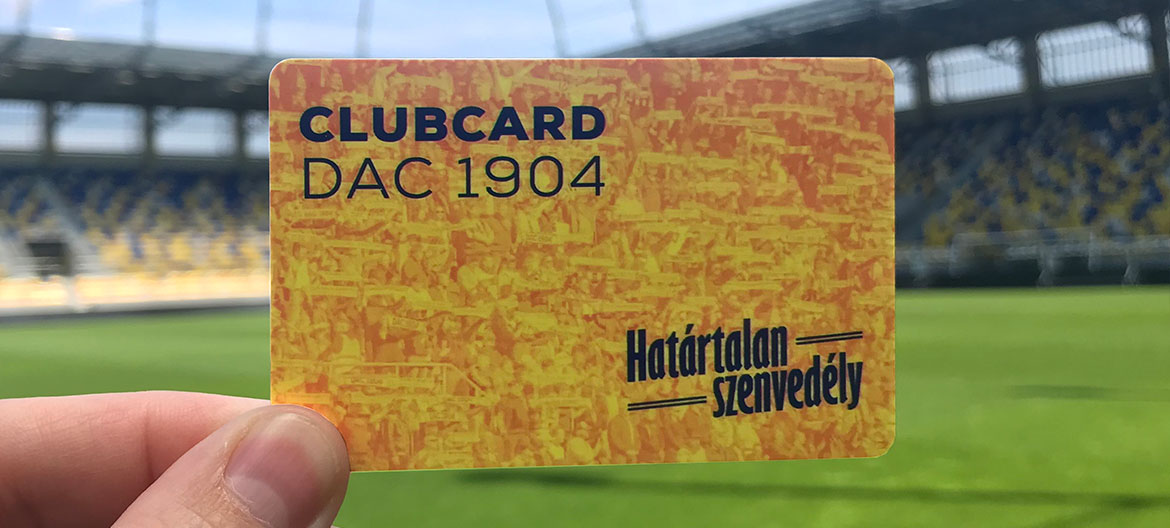 CLUBCARD
DAC 1904
Határtalan
szenvedély